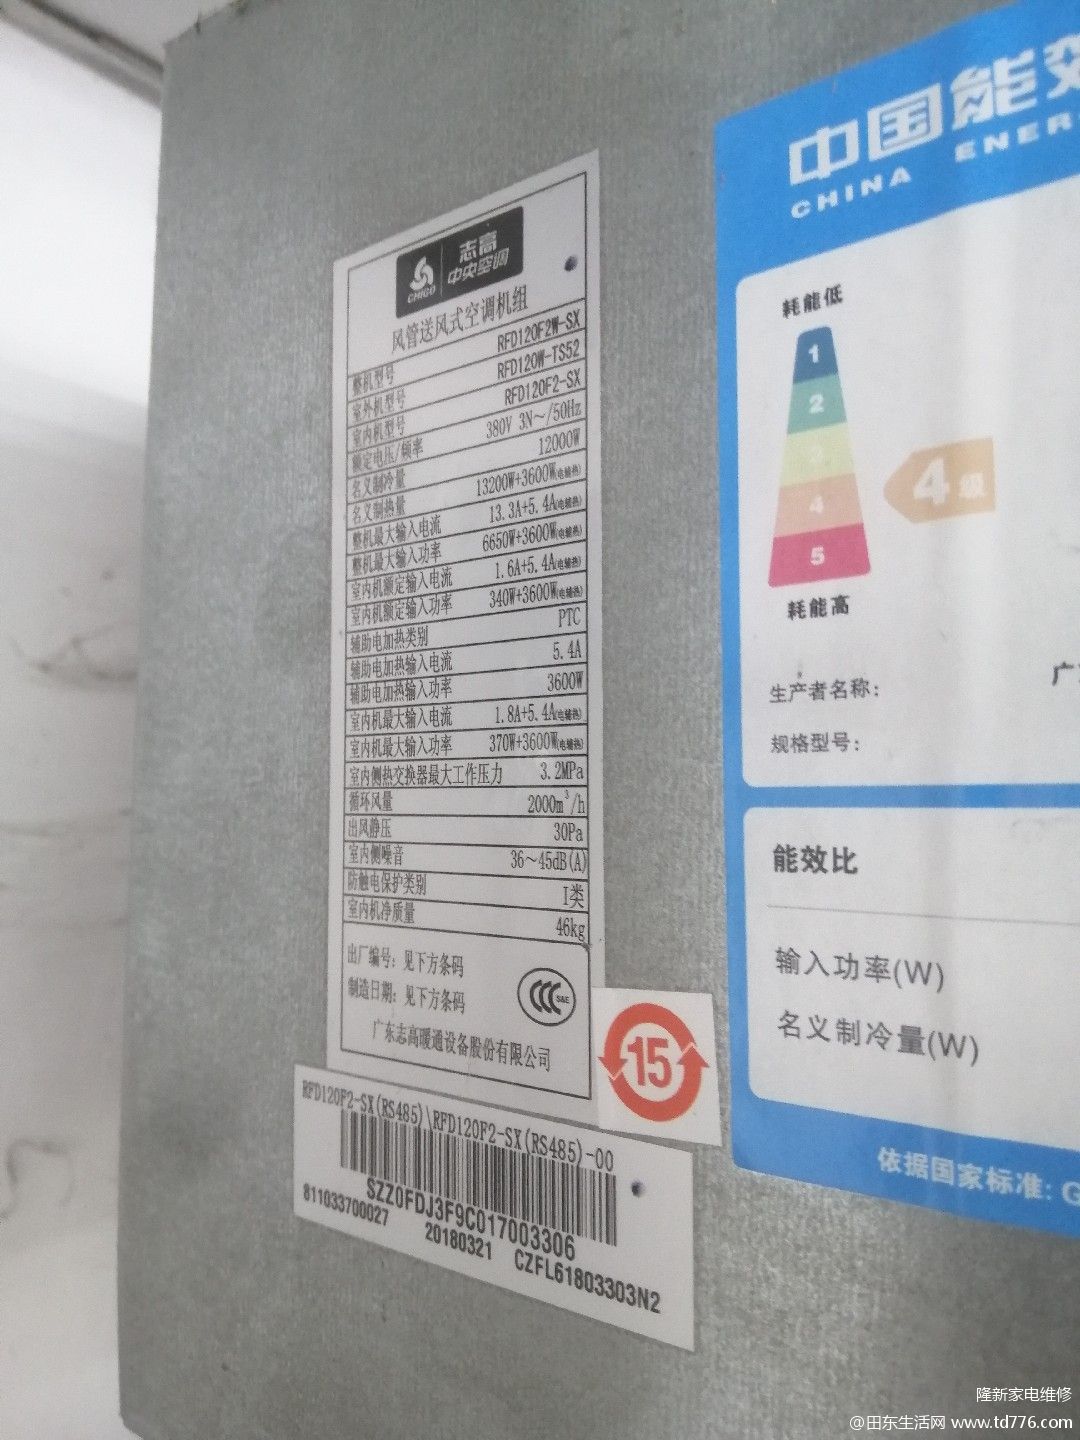 CHIGO
志高
中央空调
风管送风式空调机组
整机型号 RFD120F2W-SX
室外机型号 RFD120W-TS52
室内机型号 RFD120F2-SX
额定电压/频率 380V 3N～/50Hz
名义制冷量 12000W
名义制热量 13200W+3600W(电辅热)
整机最大输入电流 13.3A+5.4A(电辅热)
整机最大输入功率 6650W+3600W(电辅热)
室内机额定输入电流 1.6A+5.4A(电辅热)
室内机额定输入功率 340W+3600W(电辅热)
辅助电加热类别 PTC
辅助电加热输入电流 5.4A
辅助电加热输入功率 3600W
室内机最大输入电流 1.8A+5.4A(电辅热)
室内机最大输入功率 370W+3600W(电辅热)
室内侧热交换器最大工作压力 3.2MPa
循环风量 2000m³/h
出风静压 30Pa
室内侧噪音 36～45dB(A)
防触电保护类别 I类
室内机净质量 46kg
出厂编号：见下方条码
制造日期：见下方条码
CCC S&E
广东志高暖通设备股份有限公司
15
RFD120F2-SX(RS485)\RFD120F2-SX(RS485)-00
SZZ0FDJ3F9C017003306
811033700027 20180321 CZFL61803303N2
中国能效
CHINA ENER
耗能低
1
2
3
4
5
4级
耗能高
生产者名称：
广
规格型号：
能效比
输入功率(W)
名义制冷量(W)
依据国家标准：G
隆新家电维修
@田东生活网 www.td776.com